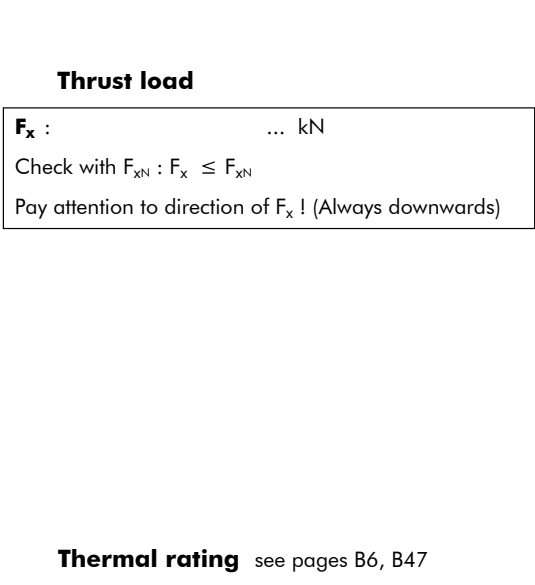 Thrust load
Fx : ... kN
Check with FxN : Fx ≤ FxN
Pay attention to direction of Fx ! (Always downwards)
Thermal rating see pages B6, B47